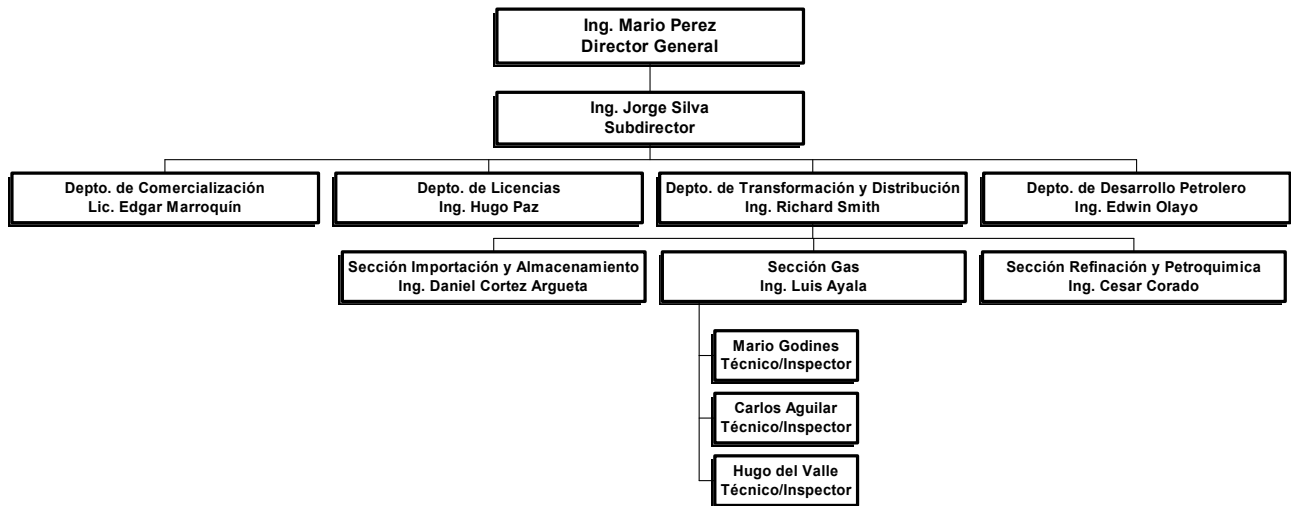 Ing. Mario Perez
Director General
Ing. Jorge Silva
Subdirector
Depto. de Comercialización
Lic. Edgar Marroquín
Depto. de Licencias
Ing. Hugo Paz
Depto. de Transformación y Distribución
Ing. Richard Smith
Depto. de Desarrollo Petrolero
Ing. Edwin Olayo
Sección Importación y Almacenamiento
Ing. Daniel Cortez Argueta
Sección Gas
Ing. Luis Ayala
Sección Refinación y Petroquimica
Ing. Cesar Corado
Mario Godines
Técnico/Inspector
Carlos Aguilar
Técnico/Inspector
Hugo del Valle
Técnico/Inspector